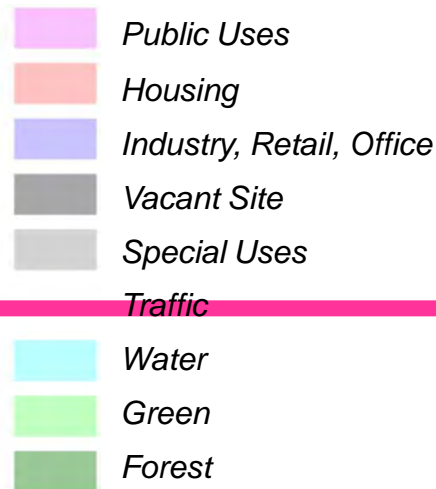 Public Uses
Housing
Industry, Retail, Office
Vacant Site
Special Uses
Traffic
Water
Green
Forest